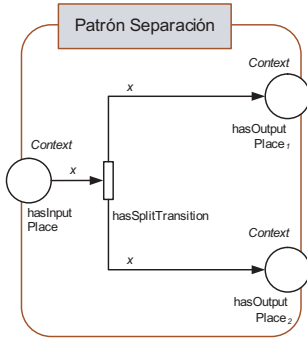 Patrón Separación
Context
x
hasOutput
Place1
Context
x
hasInput
Place
hasSplitTransition
Context
x
hasOutput
Place2